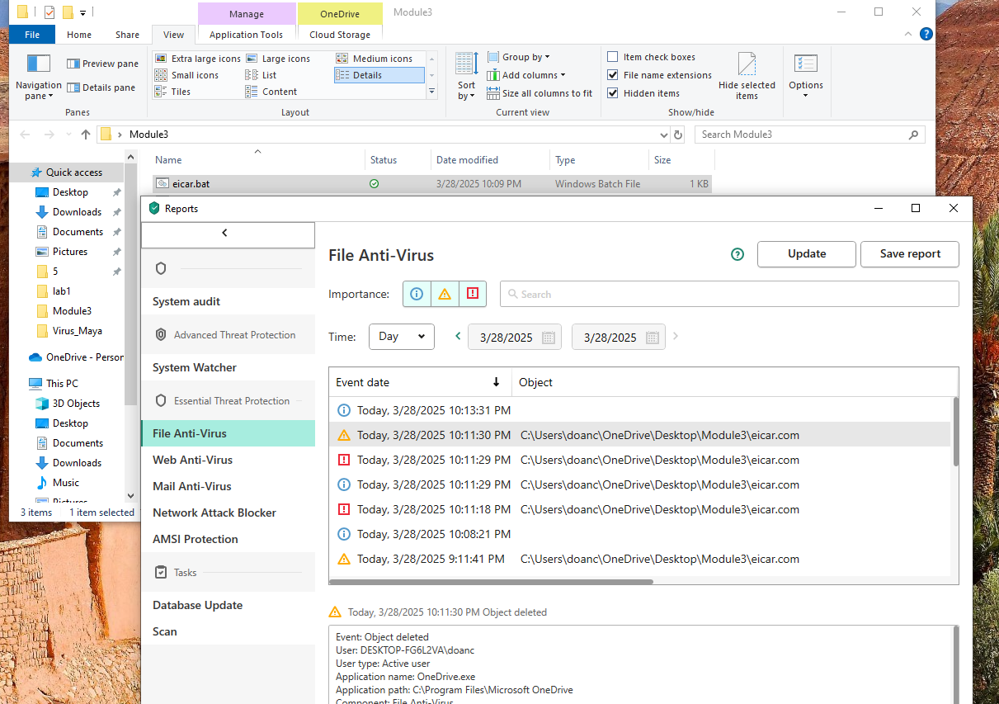 Manage
OneDrive
Module3
File
Home
Share
View
Application Tools
Cloud Storage
Navigation pane
Preview pane
Details pane
Panes
Extra large icons
Large icons
Medium icons
Small icons
List
Details
Tiles
Content
Layout
Sort by
Group by
Add columns
Size all columns to fit
Current view
Item check boxes
File name extensions
Hidden items
Hide selected items
Show/hide
Options
Module3
Search Module3
Name
Status
Date modified
Type
Size
eicar.bat
3/28/2025 10:09 PM
Windows Batch File
1 KB
Quick access
Desktop
Downloads
Documents
Pictures
5
lab1
Module3
Virus_Maya
OneDrive - Person
This PC
3D Objects
Desktop
Documents
Downloads
Music
Pictures
3 items
1 item selected
Reports
System audit
Advanced Threat Protection
System Watcher
Essential Threat Protection
File Anti-Virus
Web Anti-Virus
Mail Anti-Virus
Network Attack Blocker
AMSI Protection
Tasks
Database Update
Scan
File Anti-Virus
Update
Save report
Importance:
Search
Time:
Day
3/28/2025
3/28/2025
Event date
Object
Today, 3/28/2025 10:13:31 PM
Today, 3/28/2025 10:11:30 PM C:\Users\doanc\OneDrive\Desktop\Module3\eicar.com
Today, 3/28/2025 10:11:29 PM C:\Users\doanc\OneDrive\Desktop\Module3\eicar.com
Today, 3/28/2025 10:11:29 PM C:\Users\doanc\OneDrive\Desktop\Module3\eicar.com
Today, 3/28/2025 10:11:18 PM C:\Users\doanc\OneDrive\Desktop\Module3\eicar.com
Today, 3/28/2025 10:08:21 PM
Today, 3/28/2025 9:11:41 PM C:\Users\doanc\OneDrive\Desktop\Module3\eicar.com
Today, 3/28/2025 10:11:30 PM Object deleted
Event: Object deleted
User: DESKTOP-FG6L2VA\doanc
User type: Active user
Application name: OneDrive.exe
Application path: C:\Program Files\Microsoft OneDrive
Component: File Anti-Virus